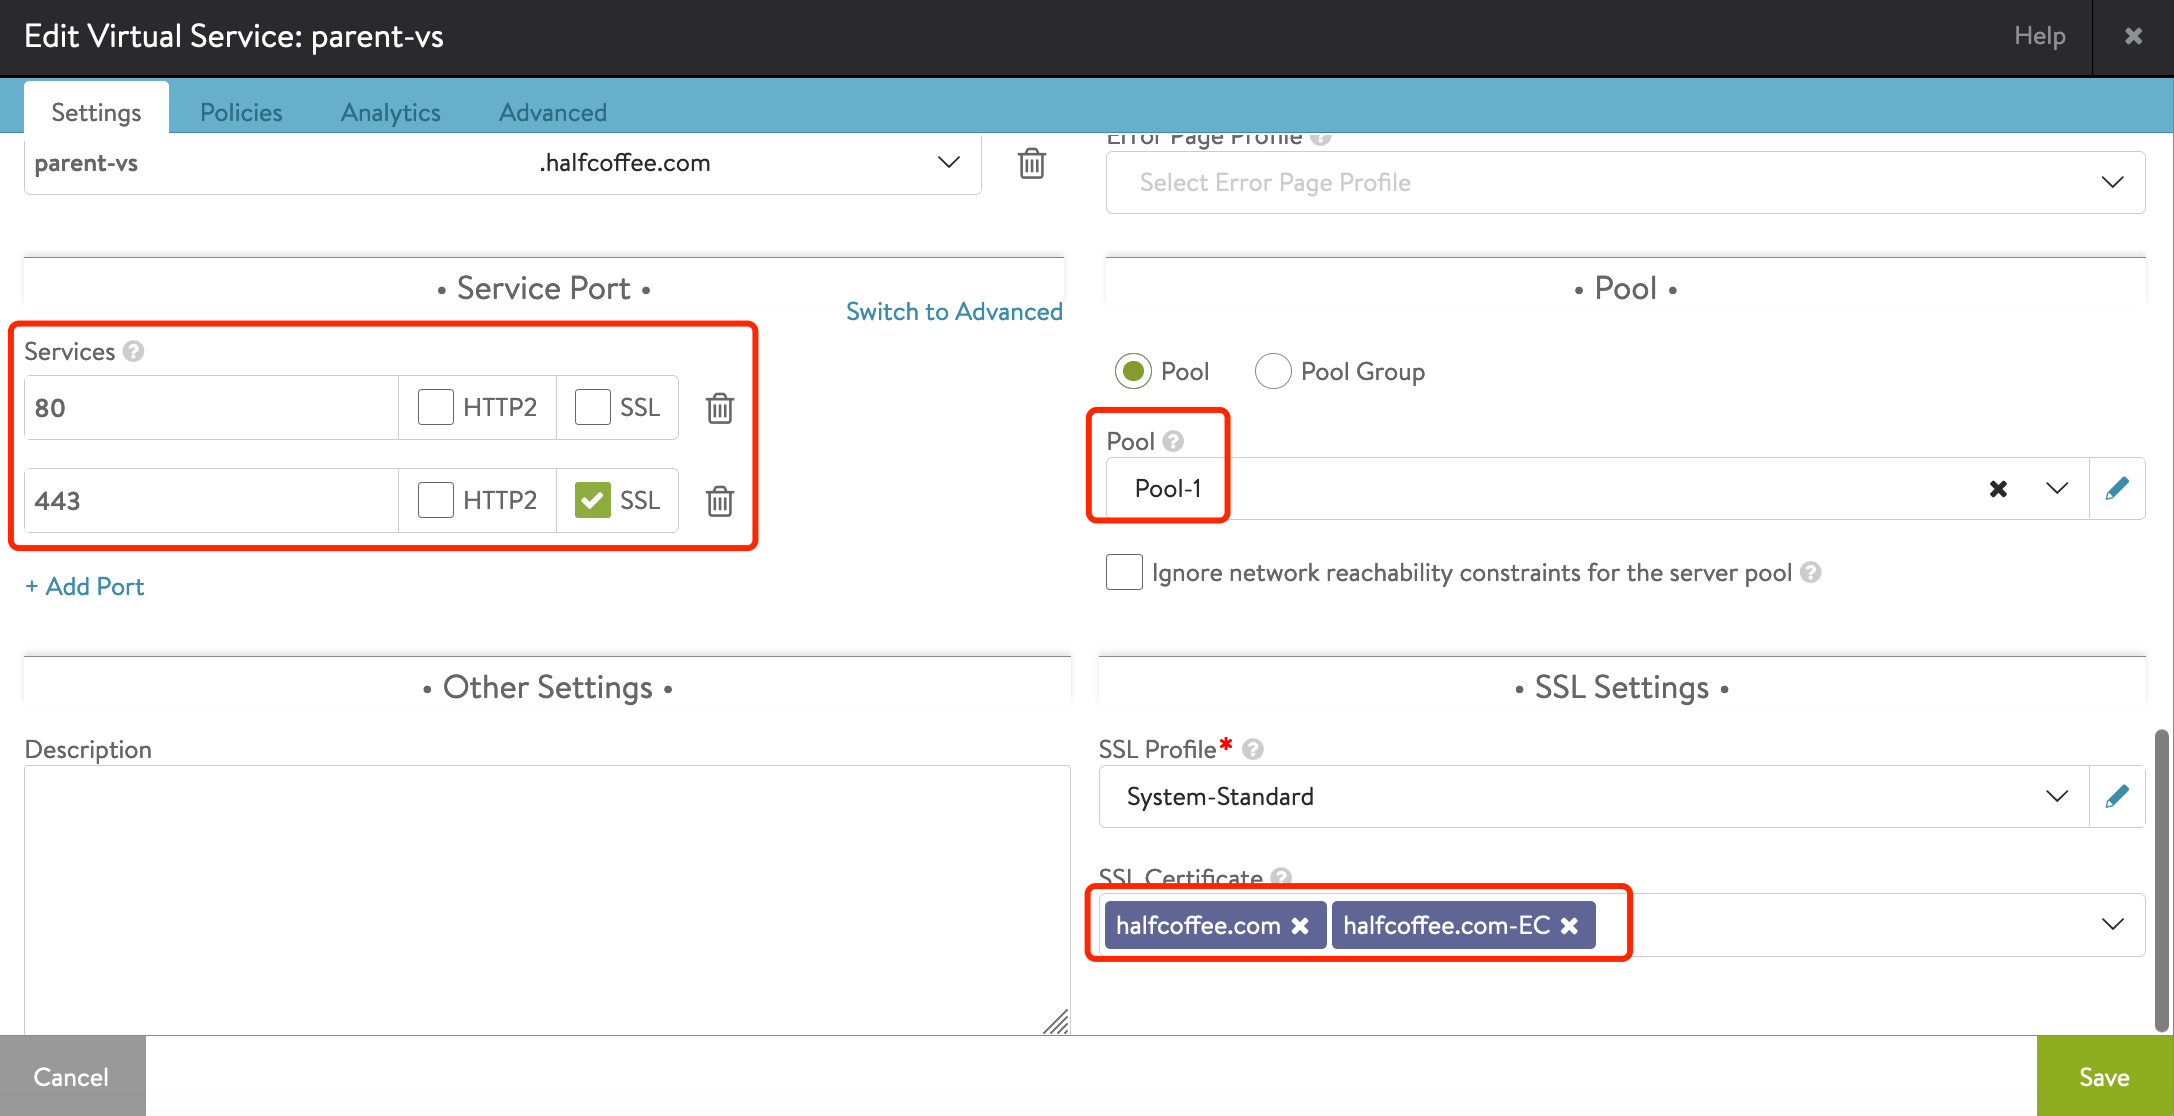 Edit Virtual Service: parent-vs
Help
Settings
Policies
Analytics
Advanced
parent-vs
.halfcoffee.com
Error Page Profile
Select Error Page Profile
• Service Port •
Switch to Advanced
Services
80
HTTP2
SSL
443
HTTP2
SSL
+ Add Port
• Pool •
Pool
Pool Group
Pool
Pool-1
Ignore network reachability constraints for the server pool
• Other Settings •
Description
• SSL Settings •
SSL Profile*
System-Standard
SSL Certificate
halfcoffee.com
halfcoffee.com-EC
Cancel
Save